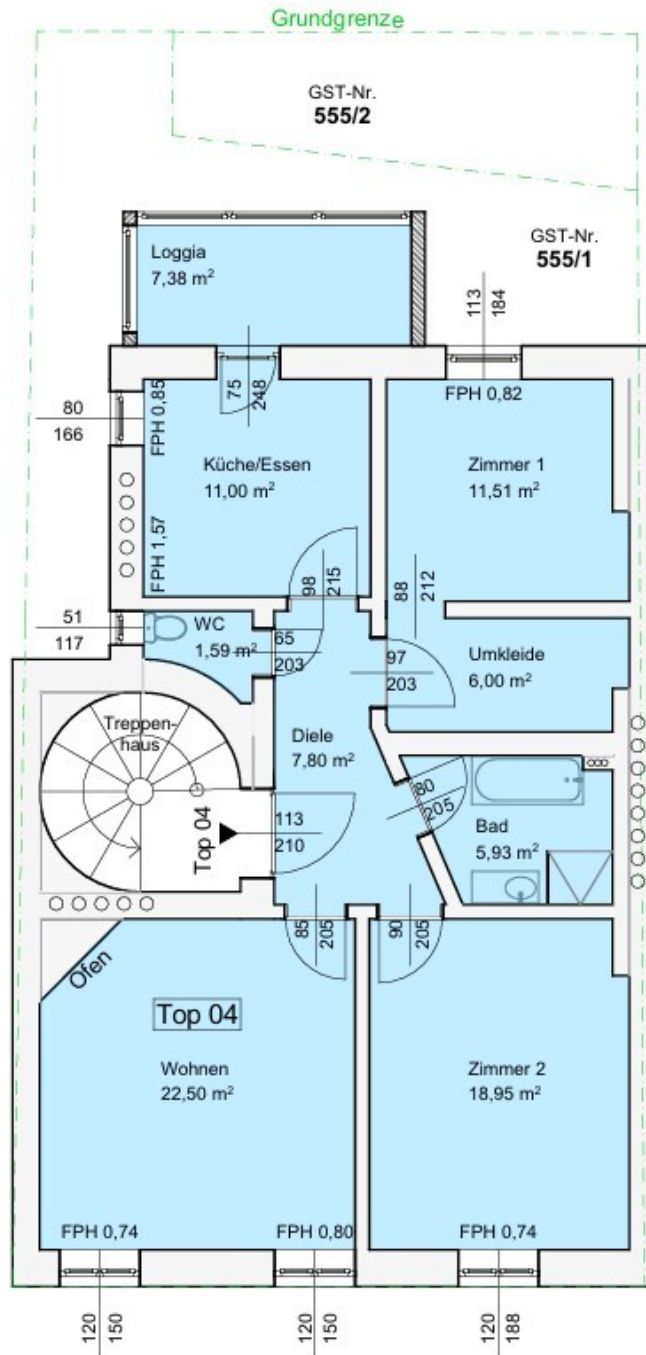 Grundgrenze
GST-Nr.
555/2
GST-Nr.
555/1
Loggia
7,38 m²
113
184
75
248
FPH 0,85
FPH 0,82
80
166
Küche/Essen
11,00 m²
Zimmer 1
11,51 m²
FPH 1,57
98
215
88
212
51
117
WC
1,59 m²
65
203
97
203
Umkleide
6,00 m²
Treppen-
haus
Diele
7,80 m²
80
205
Top 04
113
210
Bad
5,93 m²
85
205
90
205
Ofen
Top 04
Wohnen
22,50 m²
Zimmer 2
18,95 m²
FPH 0,74
FPH 0,80
FPH 0,74
120
150
120
150
120
188